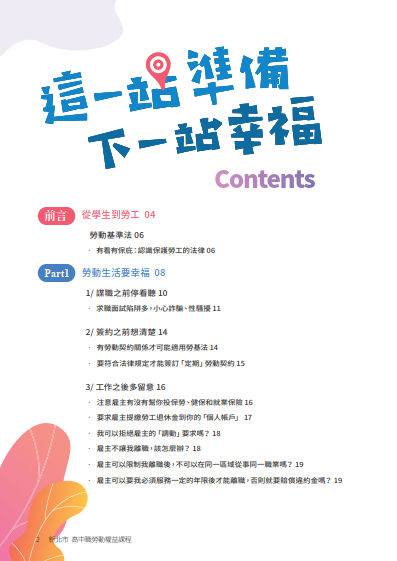 這一站準備
下一站幸福
Contents
前言 從學生到勞工 04
勞動基準法 06
· 有看有保庇：認識保護勞工的法律 06
Part1 勞動生活要幸福 08
1/ 謀職之前停看聽 10
· 求職面試陷阱多，小心詐騙、性騷擾 11
2/ 簽約之前想清楚 14
· 有勞動契約關係才可能適用勞基法 14
· 要符合法律規定才能簽訂「定期」勞動契約 15
3/ 工作之後多留意 16
· 注意雇主有沒有幫你投保勞、健保和就業保險 16
· 要求雇主提繳勞工退休金到你的「個人帳戶」 17
· 我可以拒絕雇主的「調動」要求嗎？ 18
· 雇主不讓我離職，該怎麼辦？ 18
· 雇主可以限制我離職後，不可以在同一區域從事同一職業嗎？ 19
· 雇主可以要我必須服務一定的年限後才能離職，否則就要賠償違約金嗎？ 19
2 新北市 高中職勞動權益課程